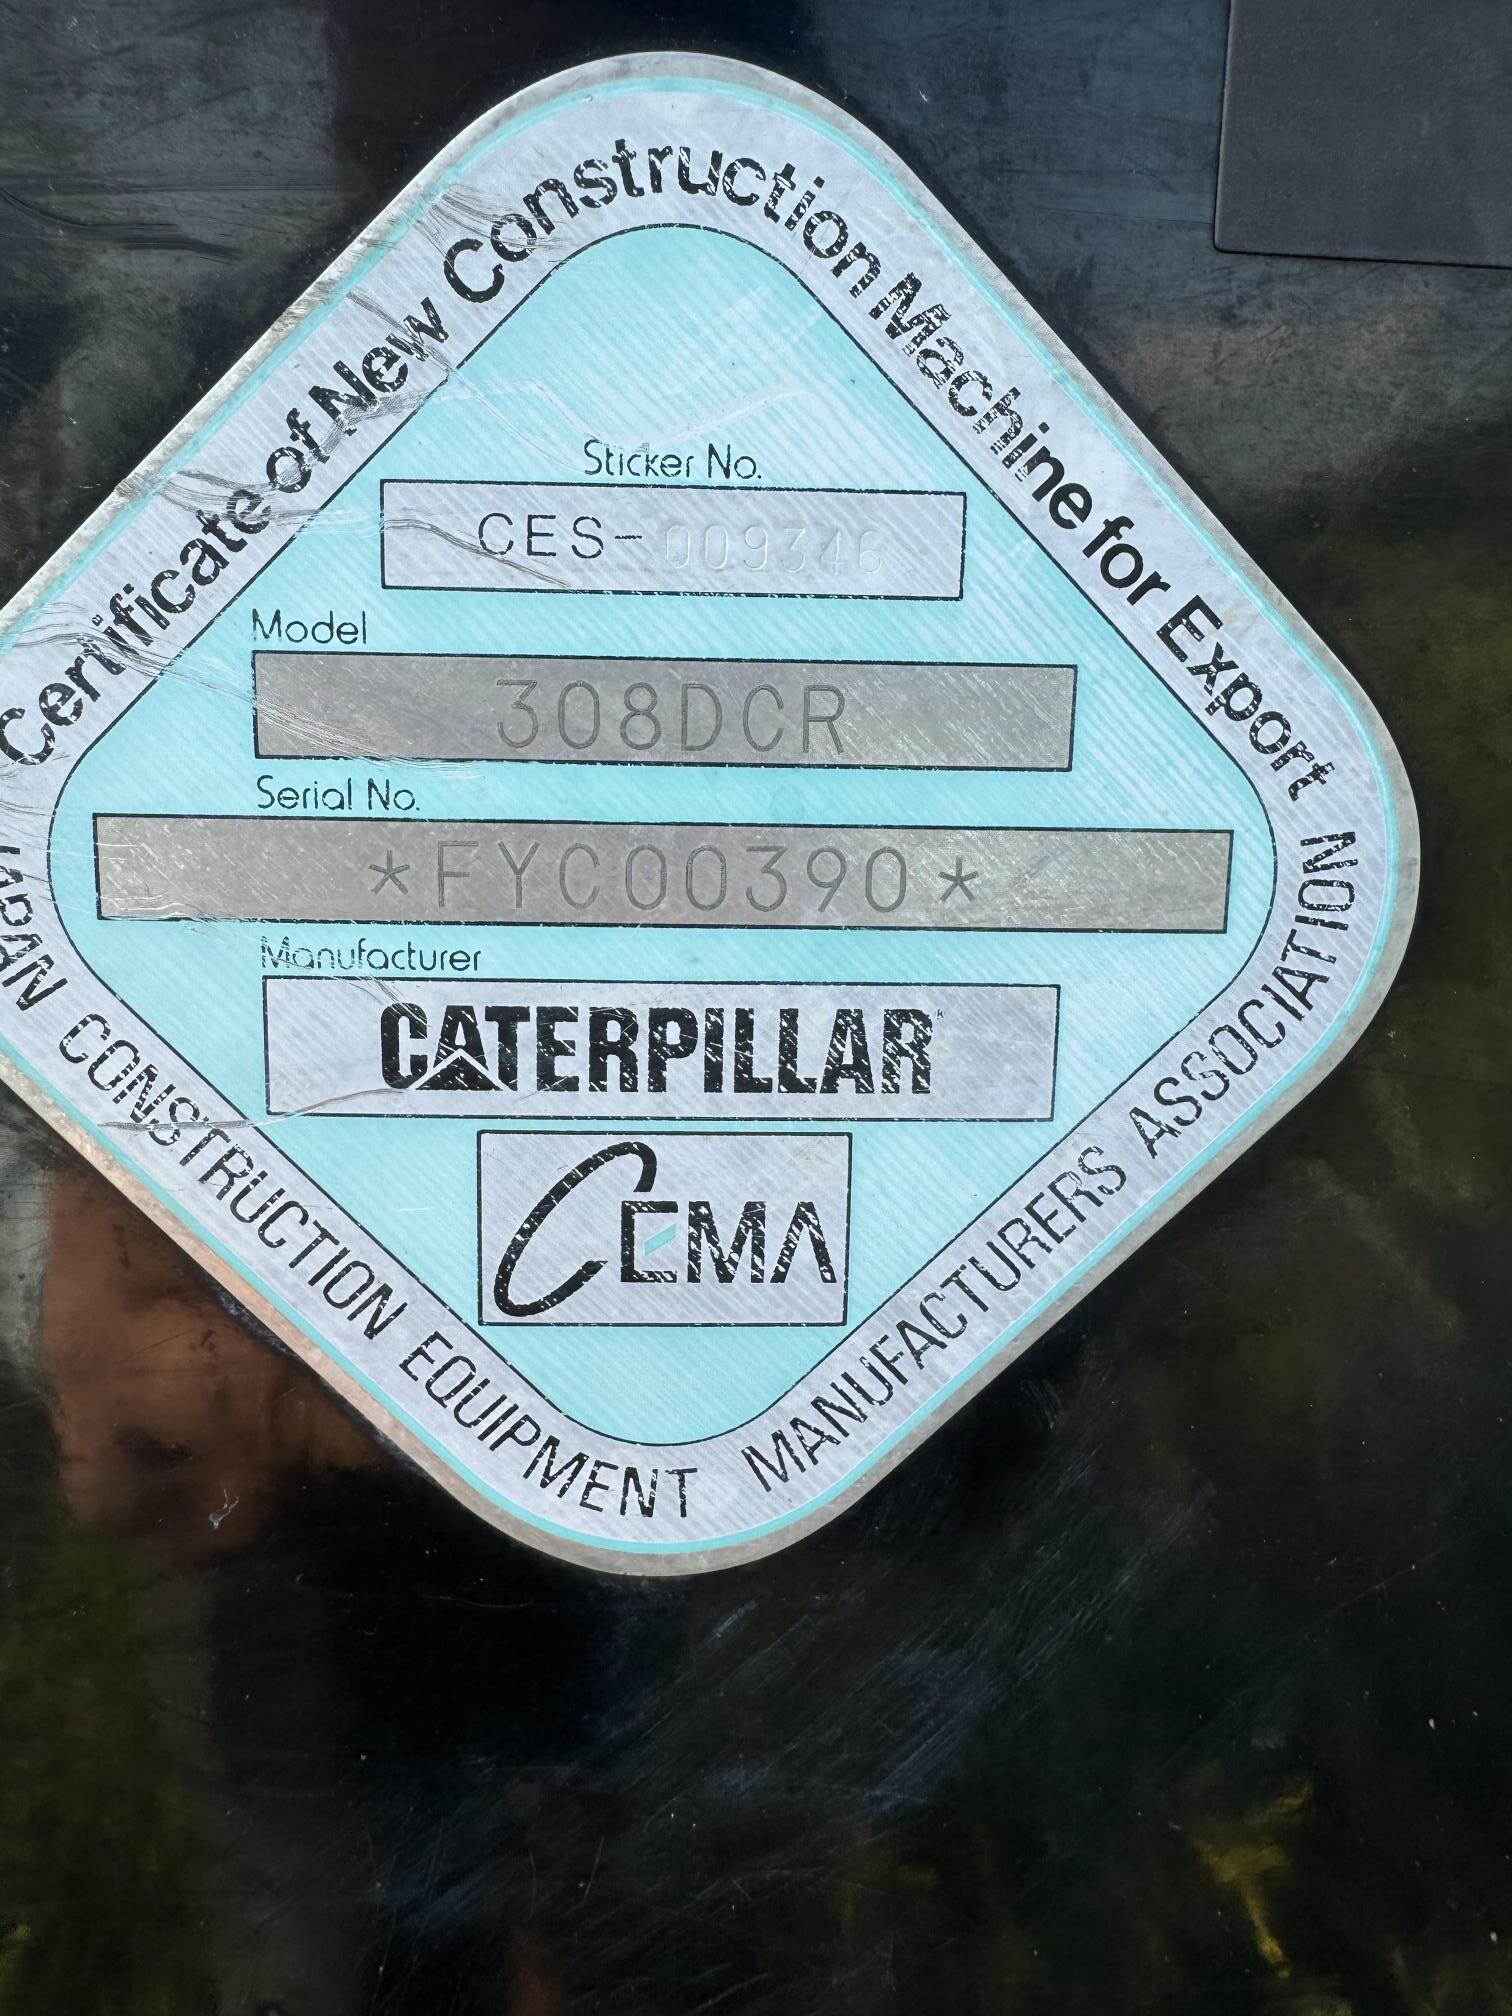 Certificate of New Construction Machine for Export
Sticker No.
CES-009346
Model
308DCR
Serial No.
*FYC00390*
Manufacturer
CATERPILLAR
CEMA
JAPAN CONSTRUCTION EQUIPMENT MANUFACTURERS ASSOCIATION